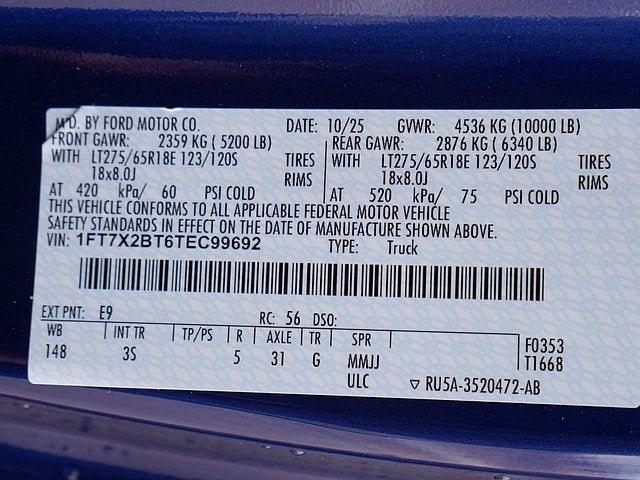 M'D. BY FORD MOTOR CO. DATE: 10/25 GVWR: 4536 KG (10000 LB)
FRONT GAWR: 2359 KG ( 5200 LB) REAR GAWR: 2876 KG ( 6340 LB)
WITH LT275/65R18E 123/120S TIRES WITH LT275/65R18E 123/120S TIRES
18x8.0J RIMS 18x8.0J RIMS
AT 420 kPa/ 60 PSI COLD AT 520 kPa/ 75 PSI COLD
THIS VEHICLE CONFORMS TO ALL APPLICABLE FEDERAL MOTOR VEHICLE
SAFETY STANDARDS IN EFFECT ON THE DATE OF MANUFACTURE SHOWN ABOVE.
VIN: 1FT7X2BT6TEC99692 TYPE: Truck
EXT PNT: E9 RC: 56 DSO:
WB INT TR TP/PS R AXLE TR SPR F0353
148 3S 5 31 G MMJJ T1668
ULC ▽ RU5A-3520472-AB